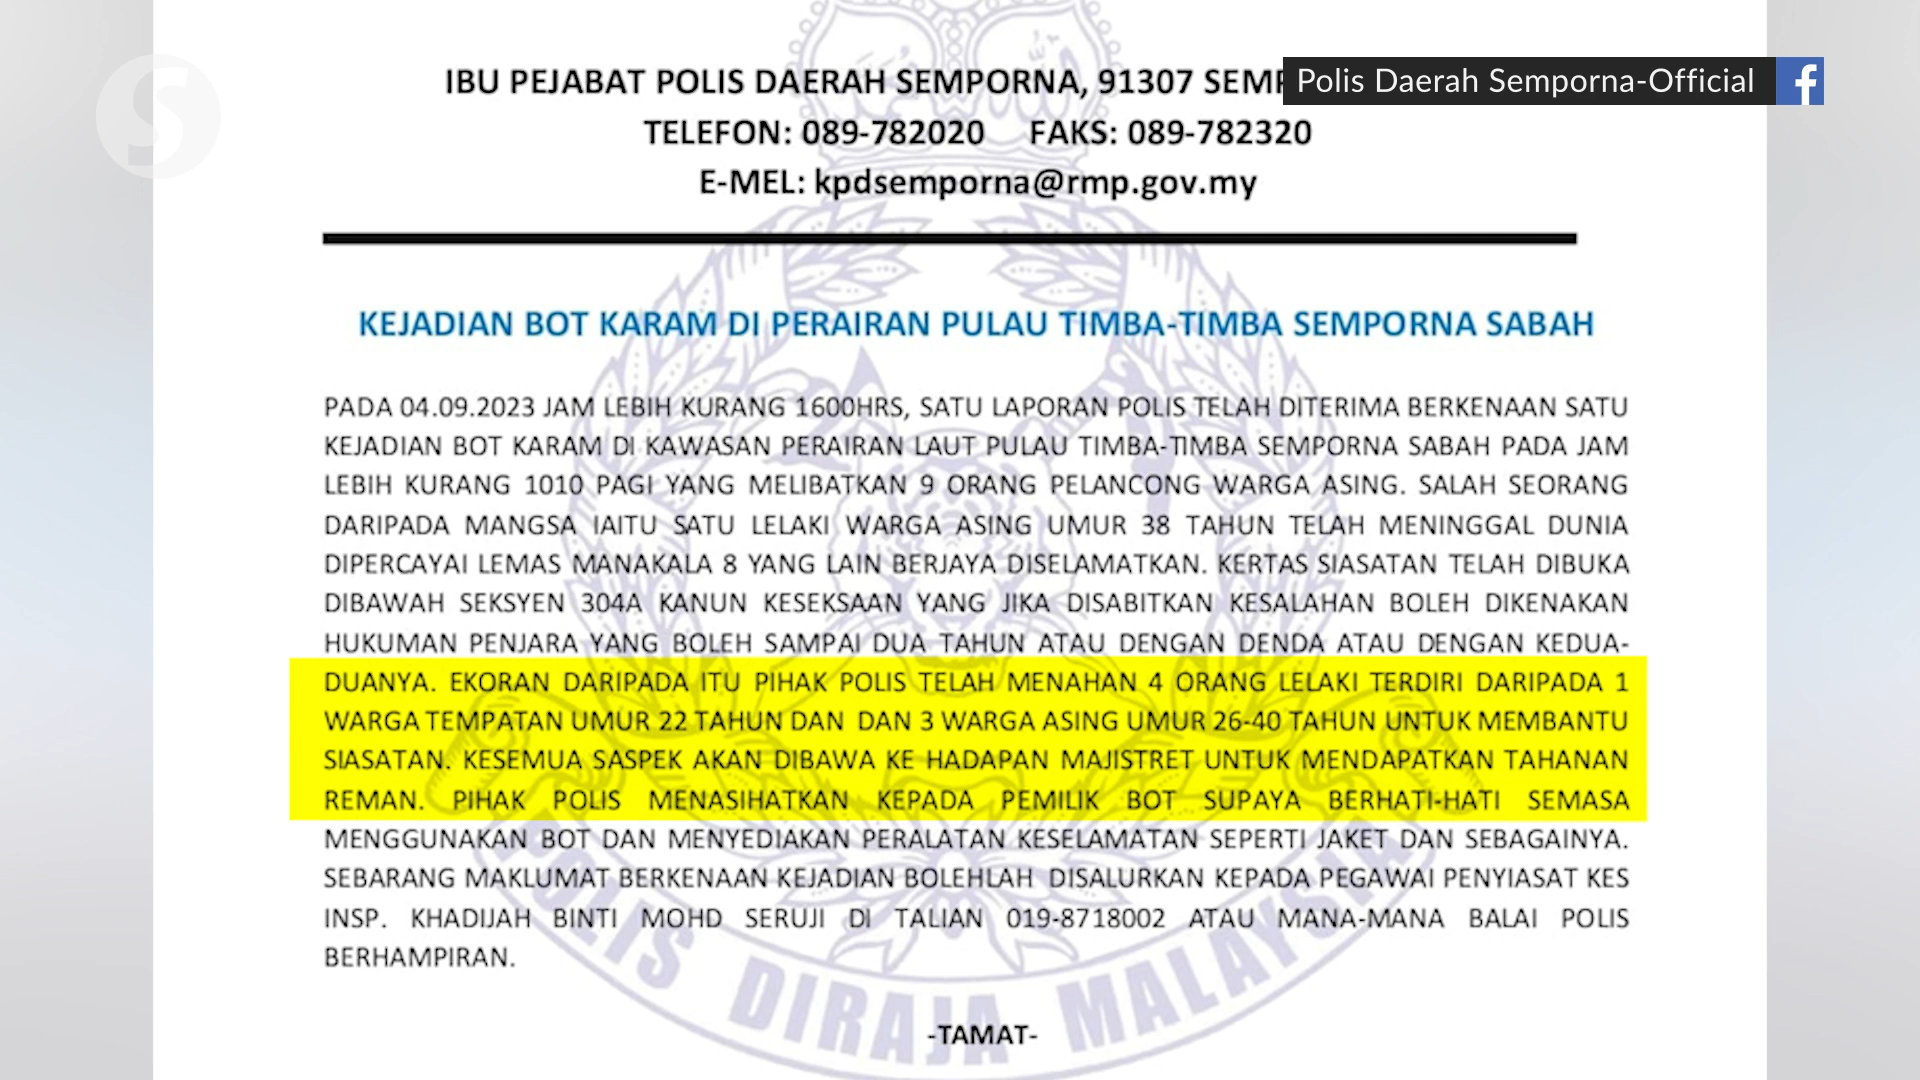 IBU PEJABAT POLIS DAERAH SEMPORNA, 91307
Polis Daerah Semporna-Official
TELEFON: 089-782020 FAKS: 089-782320
E-MEL: kpdsemporna@rmp.gov.my
KEJADIAN BOT KARAM DI PERAIRAN PULAU TIMBA-TIMBA SEMPORNA SABAH
PADA 04.09.2023 JAM LEBIH KURANG 1600HRS, SATU LAPORAN POLIS TELAH DITERIMA BERKENAAN SATU
KEJADIAN BOT KARAM DI KAWASAN PERAIRAN LAUT PULAU TIMBA-TIMBA SEMPORNA SABAH PADA JAM
LEBIH KURANG 1010 PAGI YANG MELIBATKAN 9 ORANG PELANCONG WARGA ASING. SALAH SEORANG
DARIPADA MANGSA IAITU SATU LELAKI WARGA ASING UMUR 38 TAHUN TELAH MENINGGAL DUNIA
DIPERCAYAI LEMAS MANAKALA 8 YANG LAIN BERJAYA DISELAMATKAN. KERTAS SIASATAN TELAH DIBUKA
DIBAWAH SEKSYEN 304A KANUN KESEKSAAN YANG JIKA DISABITKAN KESALAHAN BOLEH DIKENAKAN
HUKUMAN PENJARA YANG BOLEH SAMPAI DUA TAHUN ATAU DENGAN DENDA ATAU DENGAN KEDUA-
DUANYA. EKORAN DARIPADA ITU PIHAK POLIS TELAH MENAHAN 4 ORANG LELAKI TERDIRI DARIPADA 1
WARGA TEMPATAN UMUR 22 TAHUN DAN DAN 3 WARGA ASING UMUR 26-40 TAHUN UNTUK MEMBANTU
SIASATAN. KESEMUA SASPEK AKAN DIBAWA KE HADAPAN MAJISTRET UNTUK MENDAPATKAN TAHANAN
REMAN. PIHAK POLIS MENASIHATKAN KEPADA PEMILIK BOT SUPAYA BERHATI-HATI SEMASA
MENGGUNAKAN BOT DAN MENYEDIAKAN PERALATAN KESELAMATAN SEPERTI JAKET DAN SEBAGAINYA.
SEBARANG MAKLUMAT BERKENAAN KEJADIAN BOLEHLAH DISALURKAN KEPADA PEGAWAI PENYIASAT KES
INSP. KHADIJAH BINTI MOHD SERUJI DI TALIAN 019-8718002 ATAU MANA-MANA BALAI POLIS
BERHAMPIRAN.
POLIS DIRAJA MALAYSIA
-TAMAT-